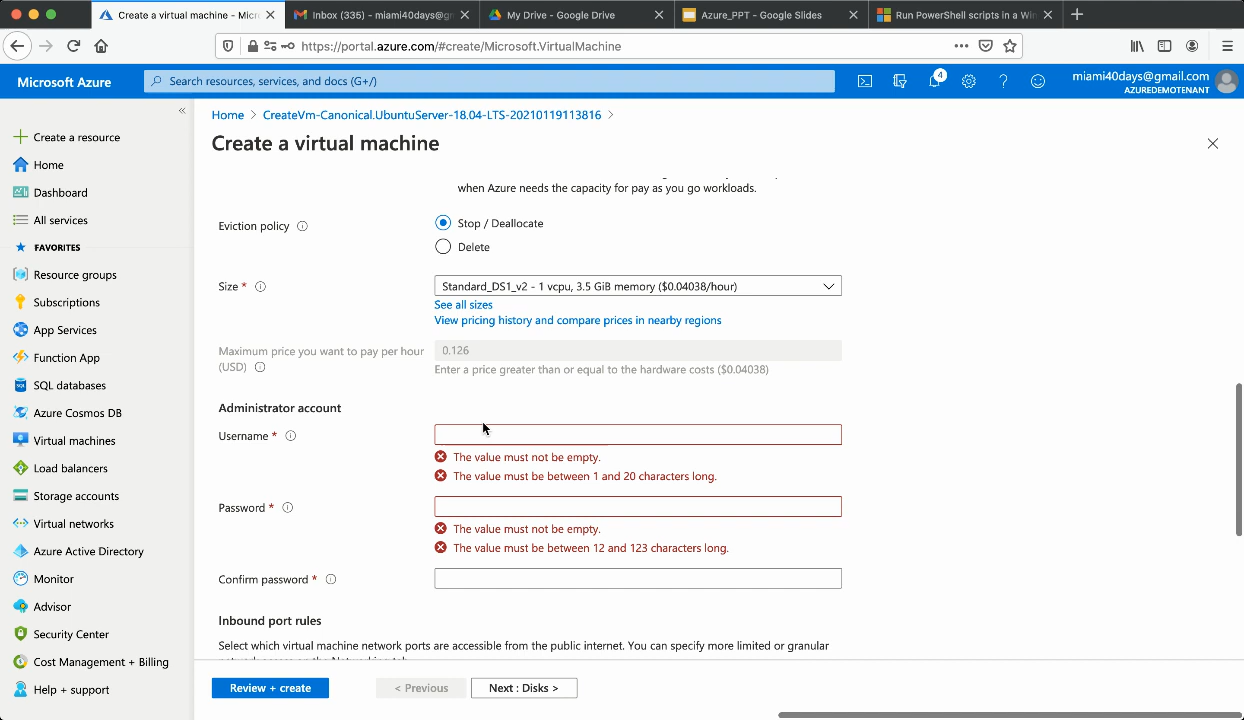 Create a virtual machine - Micr
Inbox (335) - miami40days@gm
My Drive - Google Drive
Azure_PPT - Google Slides
Run PowerShell scripts in a Win
https://portal.azure.com/#create/Microsoft.VirtualMachine
Microsoft Azure
Search resources, services, and docs (G+/)
4
miami40days@gmail.com
AZUREDEMOTENANT
Create a resource
Home
Dashboard
All services
FAVORITES
Resource groups
Subscriptions
App Services
Function App
SQL databases
Azure Cosmos DB
Virtual machines
Load balancers
Storage accounts
Virtual networks
Azure Active Directory
Monitor
Advisor
Security Center
Cost Management + Billing
Help + support
Home > CreateVm-Canonical.UbuntuServer-18.04-LTS-20210119113816 >
Create a virtual machine
when Azure needs the capacity for pay as you go workloads.
Eviction policy
Stop / Deallocate
Delete
Size *
Standard_DS1_v2 - 1 vcpu, 3.5 GiB memory ($0.04038/hour)
See all sizes
View pricing history and compare prices in nearby regions
Maximum price you want to pay per hour
(USD)
0.126
Enter a price greater than or equal to the hardware costs ($0.04038)
Administrator account
Username *
The value must not be empty.
The value must be between 1 and 20 characters long.
Password *
The value must not be empty.
The value must be between 12 and 123 characters long.
Confirm password *
Inbound port rules
Select which virtual machine network ports are accessible from the public internet. You can specify more limited or granular
Review + create
< Previous
Next : Disks >